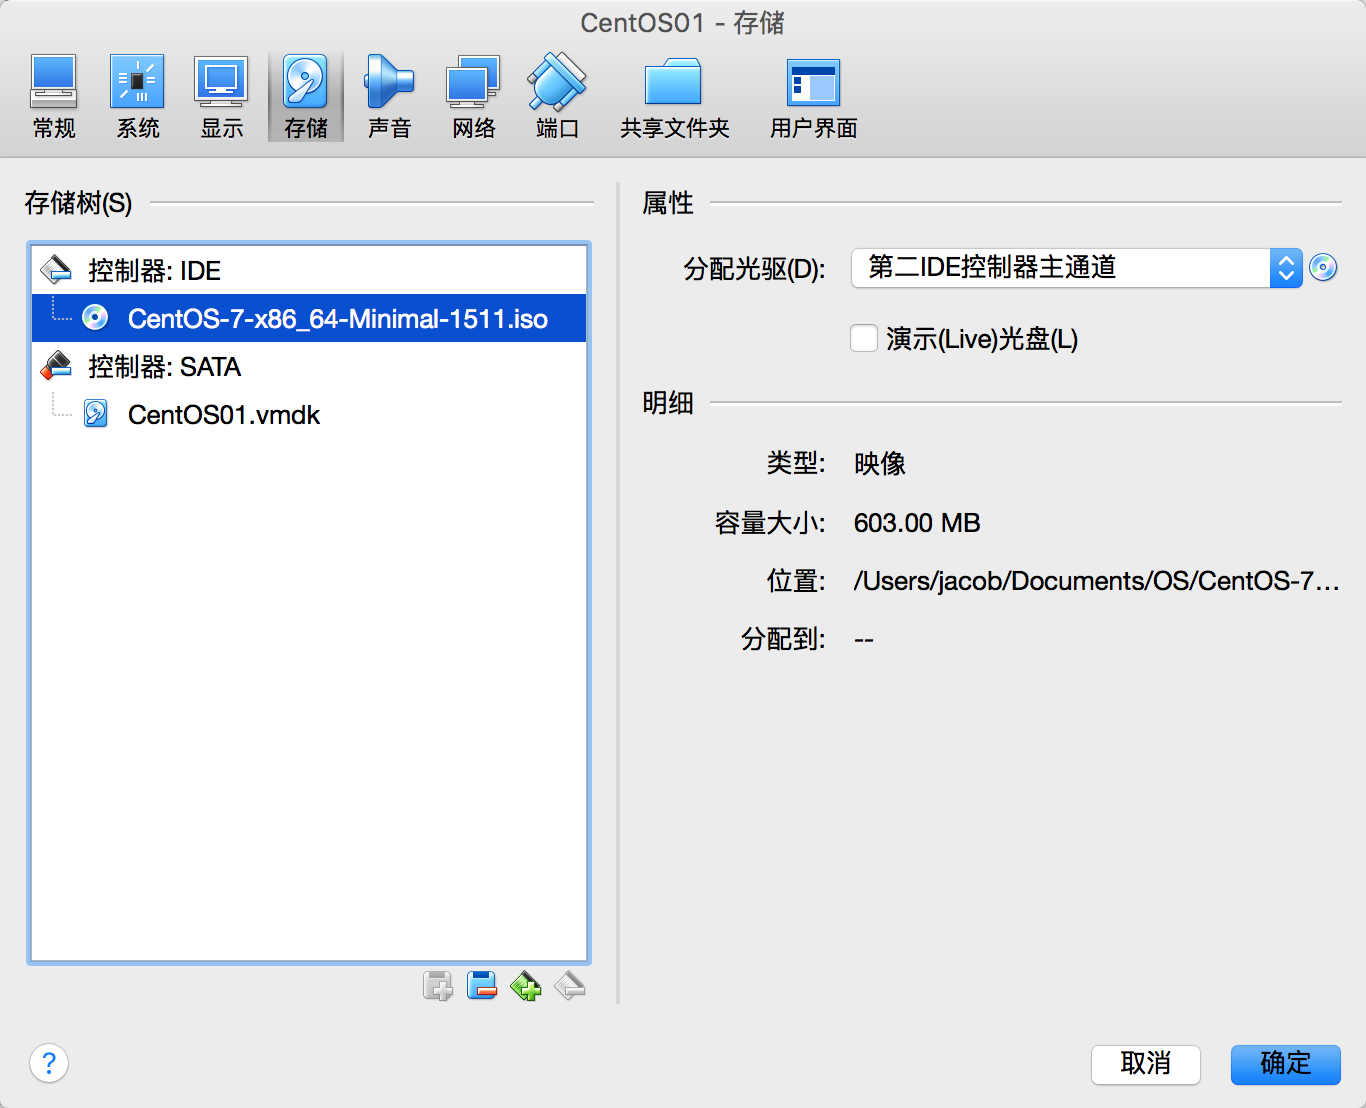 CentOS01 - 存储
常规 系统 显示 存储 声音 网络 端口 共享文件夹 用户界面
存储树(S)
控制器: IDE
CentOS-7-x86_64-Minimal-1511.iso
控制器: SATA
CentOS01.vmdk
属性
分配光驱(D): 第二IDE控制器主通道
演示(Live)光盘(L)
明细
类型: 映像
容量大小: 603.00 MB
位置: /Users/jacob/Documents/OS/CentOS-7...
分配到: --
?
取消 确定